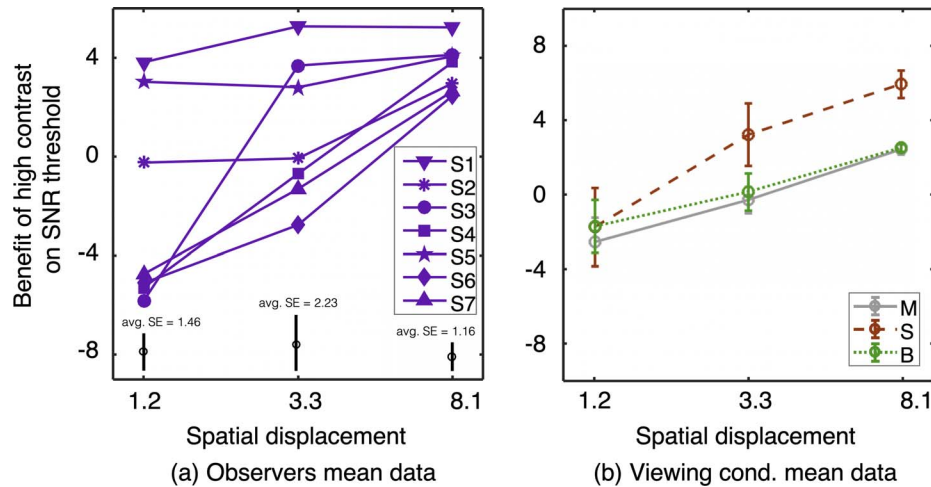 Benefit of high contrast
on SNR threshold
4
0
-4
-8
S1
S2
S3
S4
S5
S6
S7
avg. SE = 1.46
avg. SE = 2.23
avg. SE = 1.16
1.2
3.3
8.1
Spatial displacement
(a) Observers mean data
8
4
0
-4
-8
M
S
B
1.2
3.3
8.1
Spatial displacement
(b) Viewing cond. mean data